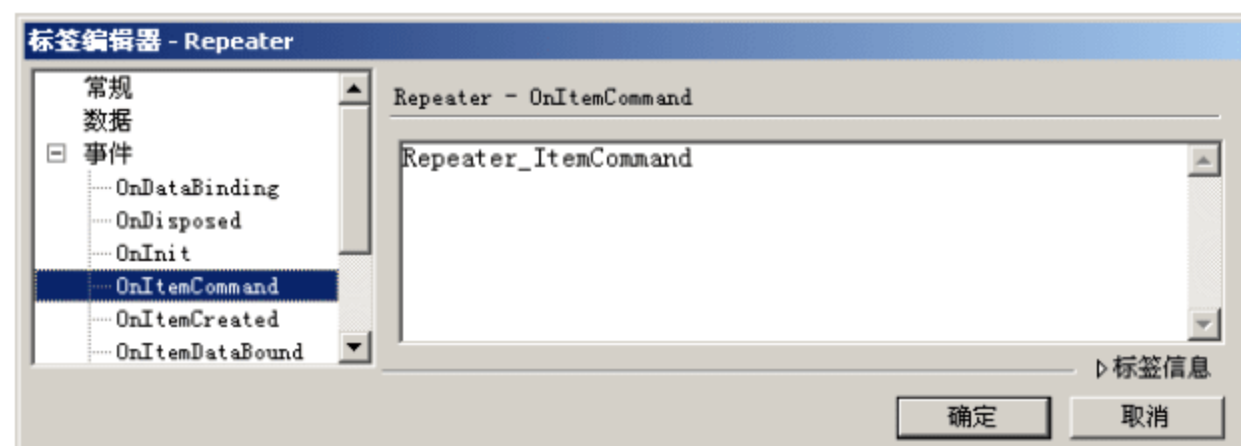 标签编辑器 - Repeater
常规
数据
事件
OnDataBinding
OnDisposed
OnInit
OnItemCommand
OnItemCreated
OnItemDataBound
Repeater - OnItemCommand
Repeater_ItemCommand
标签信息
确定
取消